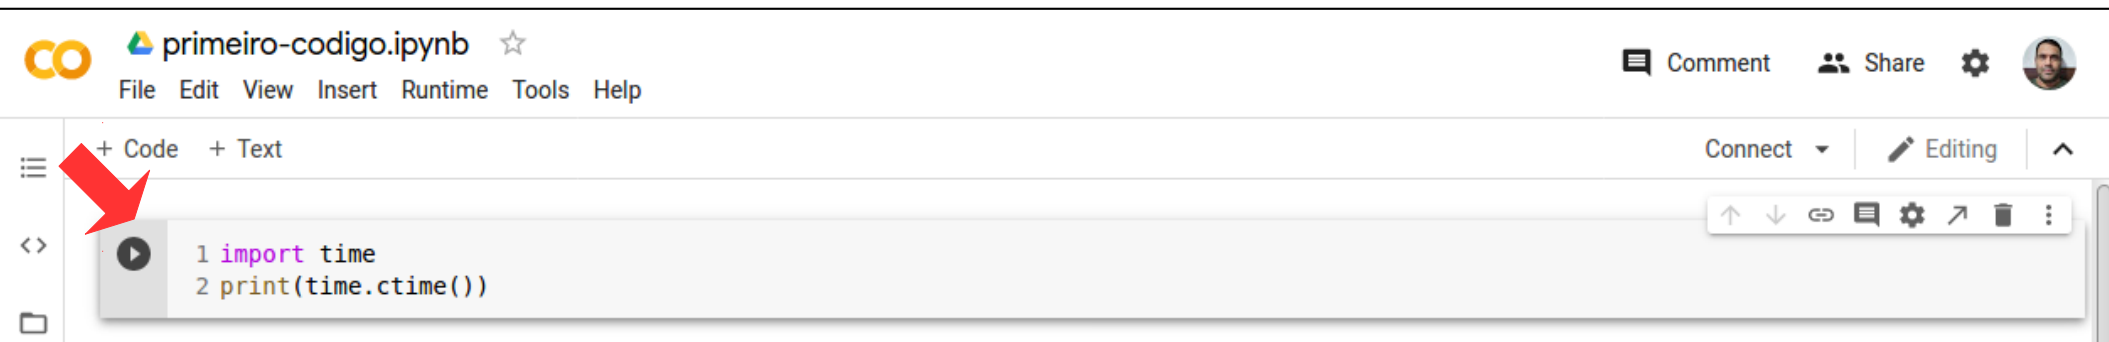 primeiro-codigo.ipynb
File Edit View Insert Runtime Tools Help
Comment Share
+ Code + Text
Connect Editing
1 import time
2 print(time.ctime())